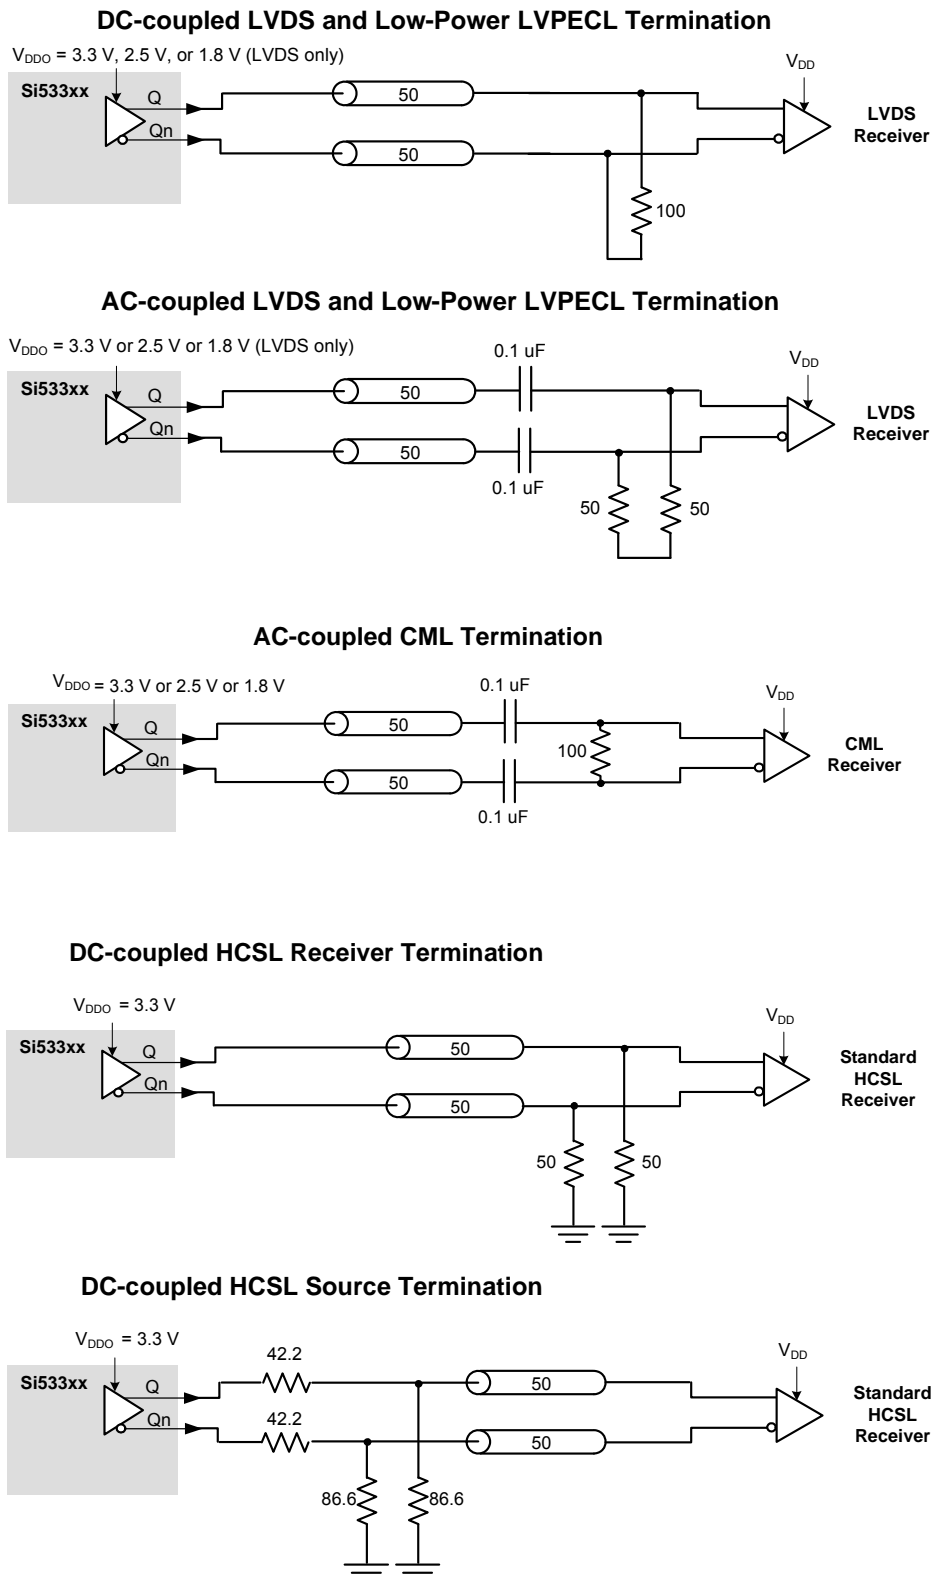 DC-coupled LVDS and Low-Power LVPECL Termination
VDDO = 3.3 V, 2.5 V, or 1.8 V (LVDS only)
VDD
Si533xx
Q
50
LVDS
Receiver
Qn
50
100
AC-coupled LVDS and Low-Power LVPECL Termination
VDDO = 3.3 V or 2.5 V or 1.8 V (LVDS only)
0.1 uF
VDD
Si533xx
Q
50
LVDS
Receiver
Qn
50
0.1 uF
50
50
AC-coupled CML Termination
VDDO = 3.3 V or 2.5 V or 1.8 V
0.1 uF
VDD
Si533xx
Q
50
100
CML
Receiver
Qn
50
0.1 uF
DC-coupled HCSL Receiver Termination
VDDO = 3.3 V
VDD
Si533xx
Q
50
Standard
HCSL
Receiver
Qn
50
50
50
DC-coupled HCSL Source Termination
VDDO = 3.3 V
42.2
VDD
Si533xx
Q
50
Standard
HCSL
Receiver
Qn
42.2
50
86.6
86.6